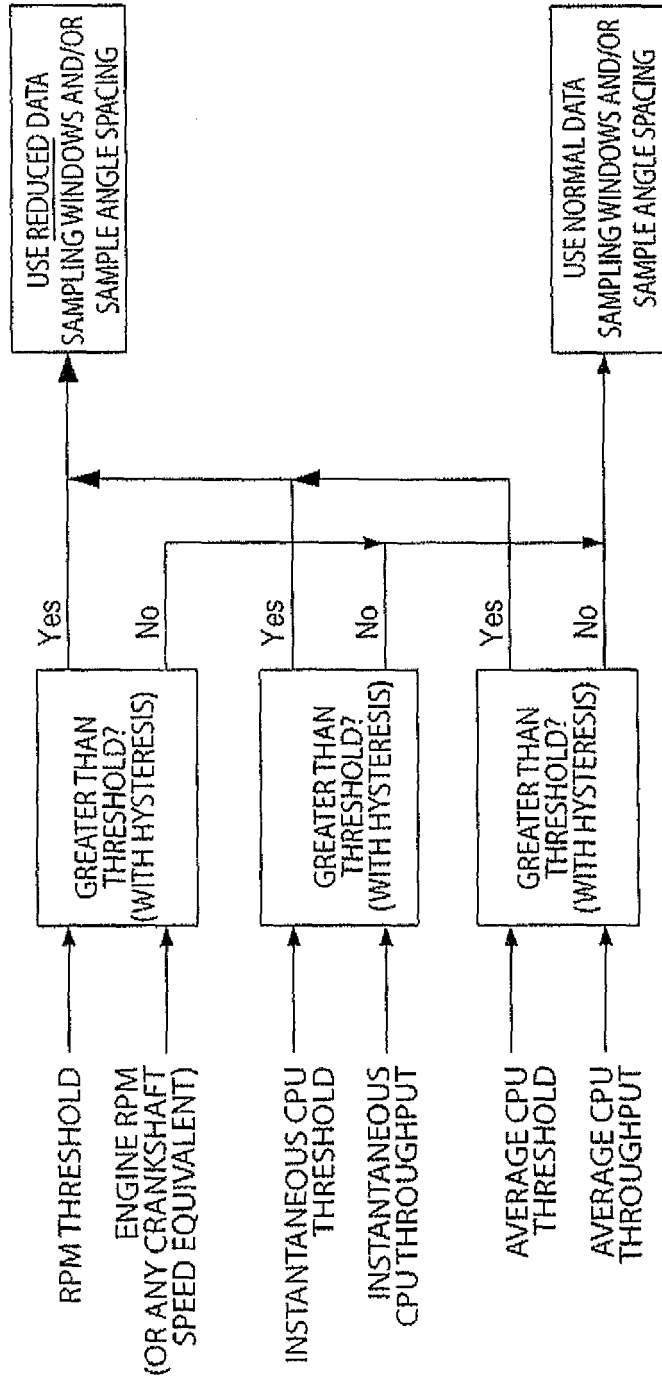 RPM THRESHOLD
ENGINE RPM
(OR ANY CRANKSHAFT
SPEED EQUIVALENT)
GREATER THAN
THRESHOLD?
(WITH HYSTERESIS)
Yes
No
USE REDUCED DATA
SAMPLING WINDOWS AND/OR
SAMPLE ANGLE SPACING
INSTANTANEOUS CPU
THRESHOLD
INSTANTANEOUS
CPU THROUGHPUT
GREATER THAN
THRESHOLD?
(WITH HYSTERESIS)
Yes
No
AVERAGE CPU
THRESHOLD
AVERAGE CPU
THROUGHPUT
GREATER THAN
THRESHOLD?
(WITH HYSTERESIS)
Yes
No
USE NORMAL DATA
SAMPLING WINDOWS AND/OR
SAMPLE ANGLE SPACING